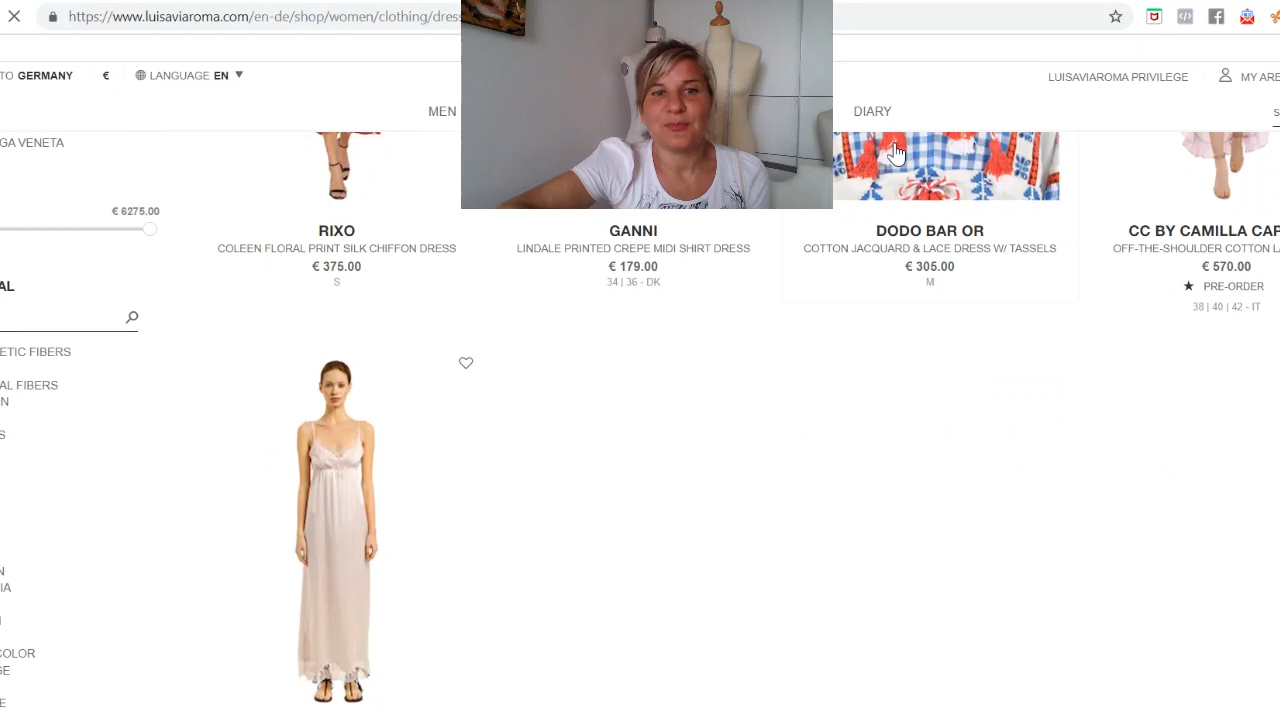 https://www.luisaviaroma.com/en-de/shop/women/clothing/dress
TO GERMANY € LANGUAGE EN
LUISAVIAROMA PRIVILEGE MY ARE
MEN DIARY S
GA VENETA
€ 6275.00
RIXO
COLEEN FLORAL PRINT SILK CHIFFON DRESS
€ 375.00
S
GANNI
LINDALE PRINTED CREPE MIDI SHIRT DRESS
€ 179.00
34 | 36 - DK
DODO BAR OR
COTTON JACQUARD & LACE DRESS W/ TASSELS
€ 305.00
M
CC BY CAMILLA CAP
OFF-THE-SHOULDER COTTON LA
€ 570.00
★ PRE-ORDER
38 | 40 | 42 - IT
AL
ETIC FIBERS
AL FIBERS
N
S
N
IA
I
COLOR
GE
E